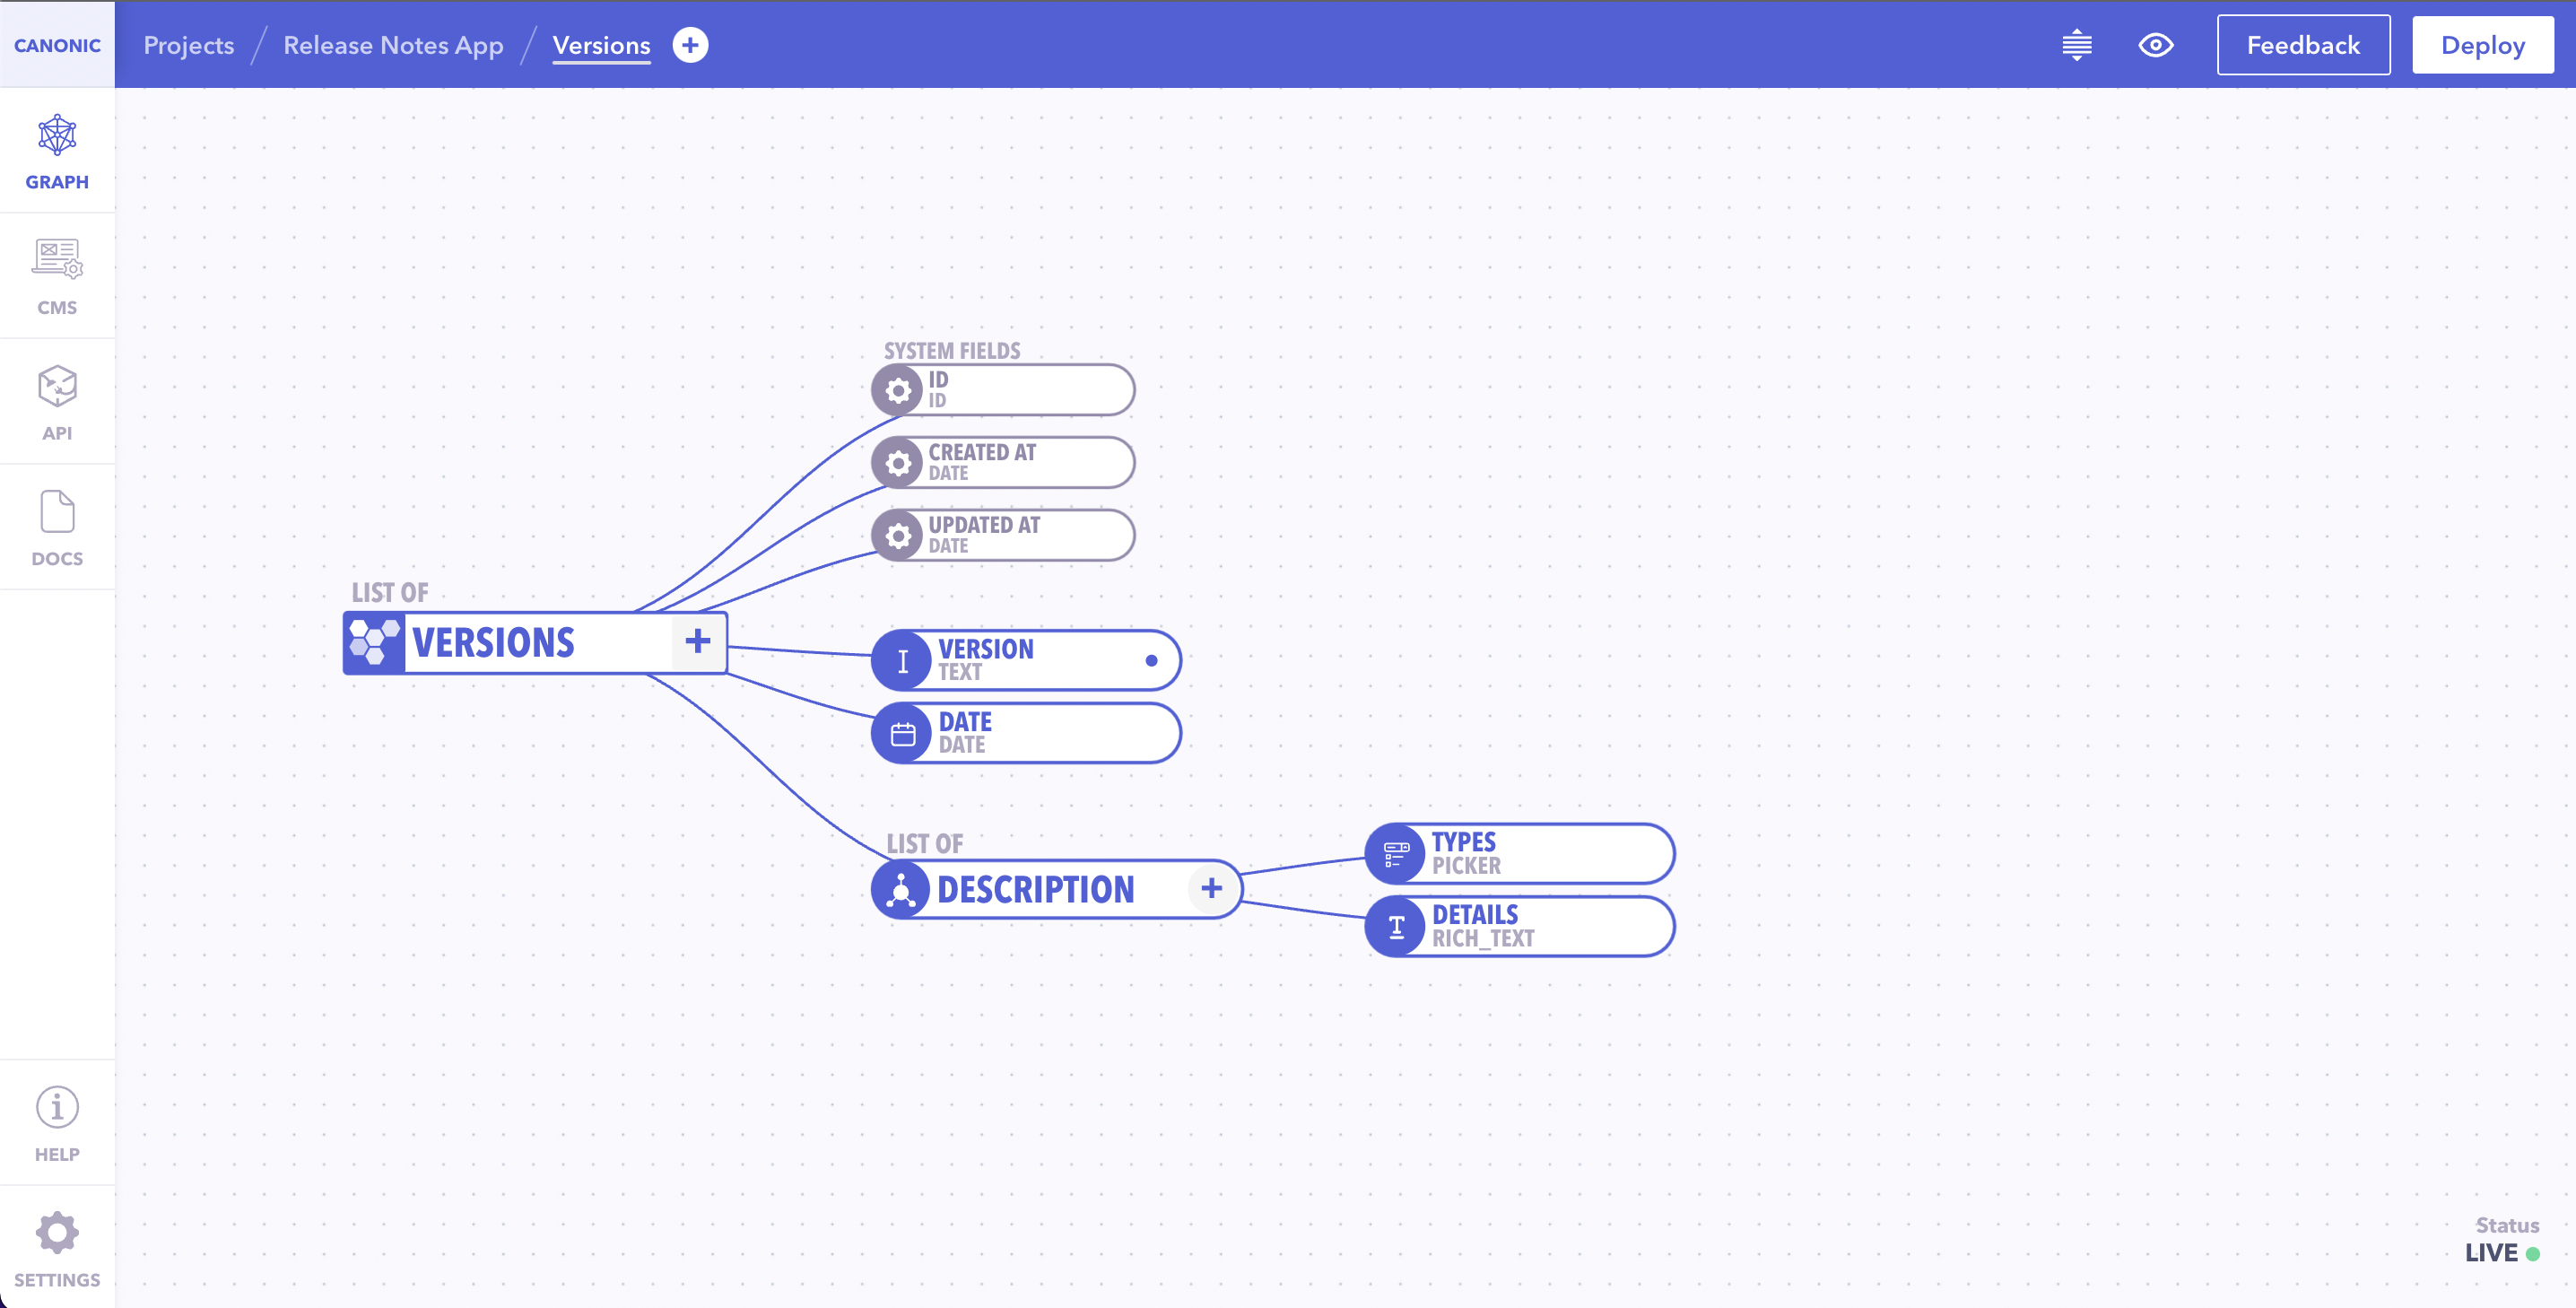 CANONIC
Projects / Release Notes App / Versions +
Feedback
Deploy
GRAPH
CMS
API
DOCS
HELP
SETTINGS
LIST OF
VERSIONS +
SYSTEM FIELDS
ID
ID
CREATED AT
DATE
UPDATED AT
DATE
VERSION
TEXT
DATE
DATE
LIST OF
DESCRIPTION +
TYPES
PICKER
DETAILS
RICH_TEXT
Status
LIVE